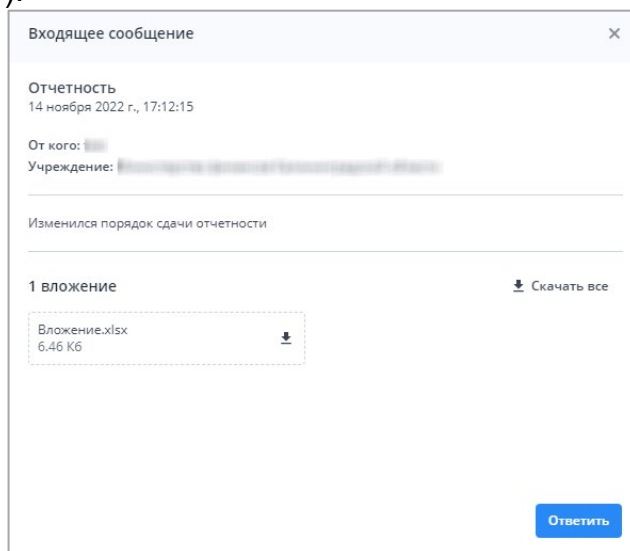 ).
Входящее сообщение
Отчетность
14 ноября 2022 г., 17:12:15
От кого:
Учреждение:
Изменился порядок сдачи отчетности
1 вложение
Скачать все
Вложение.xlsx
6.46 Кб
Ответить